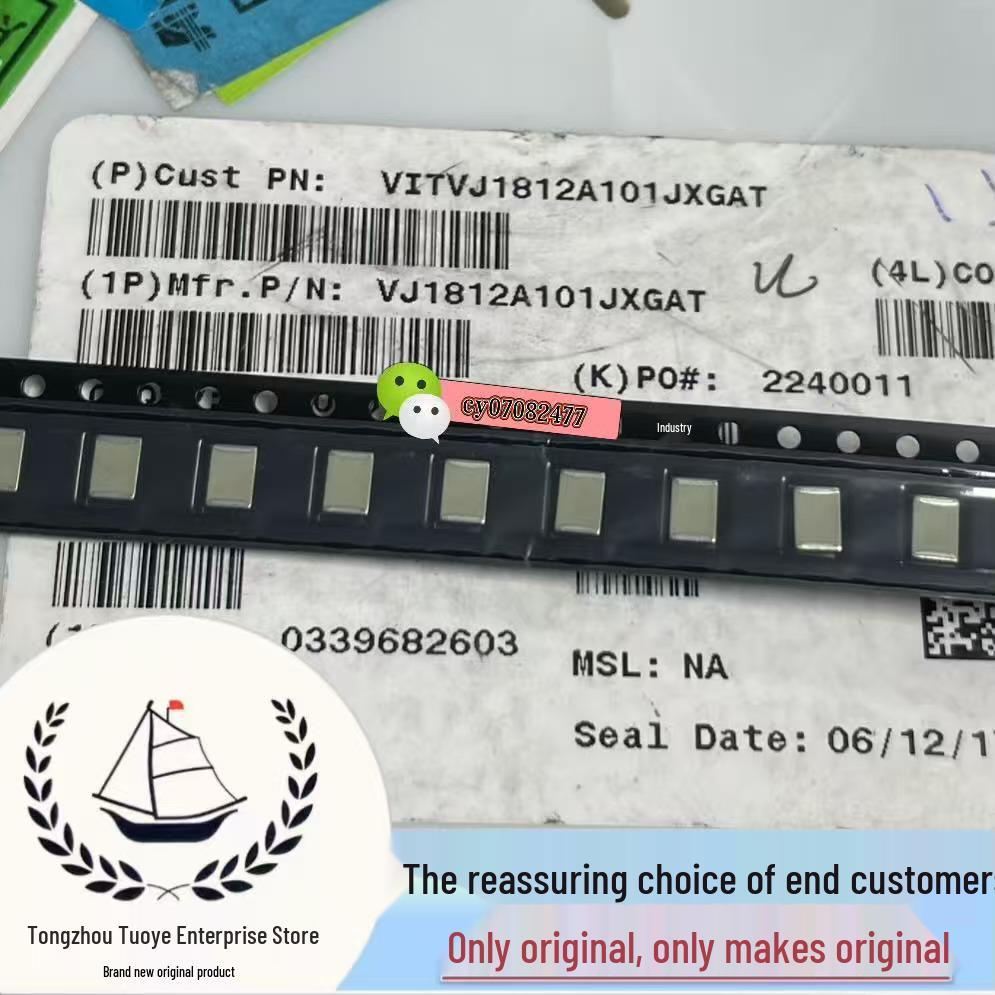 (P)Cust PN: VITVJ1812A101JXGAT
(1P)Mfr.P/N: VJ1812A101JXGAT
(4L)CO
(K)PO#: 2240011
cy07082477
Industry
0339682603
MSL: NA
Seal Date: 06/12/1
Tongzhou Tuoye Enterprise Store
Brand new original product
The reassuring choice of end customers
Only original, only makes original